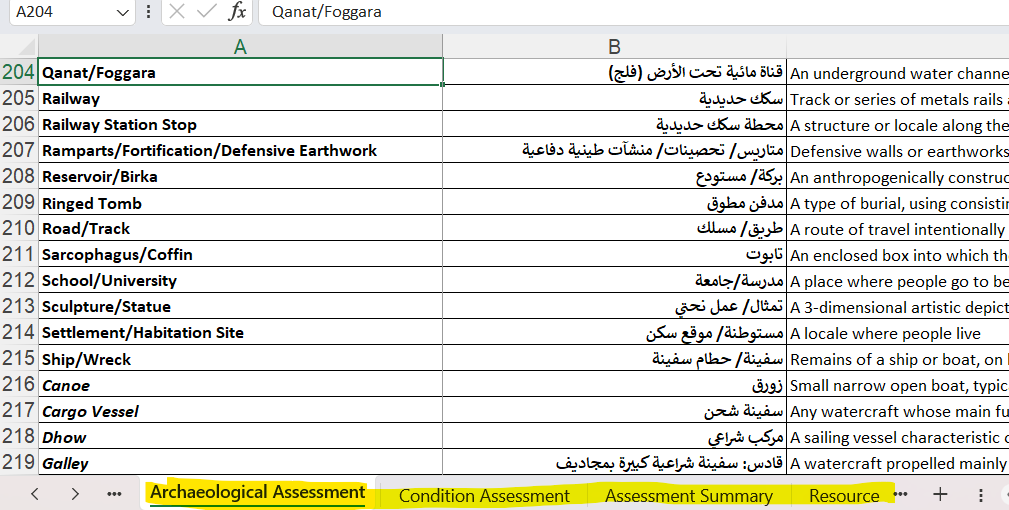 A204 fx Qanat/Foggara
A B
204 Qanat/Foggara قناة مائية تحت الأرض (فلج) An underground water channe
205 Railway سكك حديدية Track or series of metals rails
206 Railway Station Stop محطة سكك حديدية A structure or locale along the
207 Ramparts/Fortification/Defensive Earthwork متاريس/ تحصينات/ منشآت طينية دفاعية Defensive walls or earthworks
208 Reservoir/Birka بركة/ مستودع An anthropogenically construc
209 Ringed Tomb مدفن مطوق A type of burial, using consistin
210 Road/Track طريق/ مسلك A route of travel intentionally
211 Sarcophagus/Coffin تابوت An enclosed box into which th
212 School/University مدرسة/جامعة A place where people go to be
213 Sculpture/Statue تمثال/ عمل نحتي A 3-dimensional artistic depict
214 Settlement/Habitation Site مستوطنة/ موقع سكن A locale where people live
215 Ship/Wreck سفينة/ حطام سفينة Remains of a ship or boat, on
216 Canoe زورق Small narrow open boat, typic
217 Cargo Vessel سفينة شحن Any watercraft whose main fu
218 Dhow مركب شراعي A sailing vessel characteristic
219 Galley قادس: سفينة شراعية كبيرة بمجاديف A watercraft propelled mainly
Archaeological Assessment Condition Assessment Assessment Summary Resource